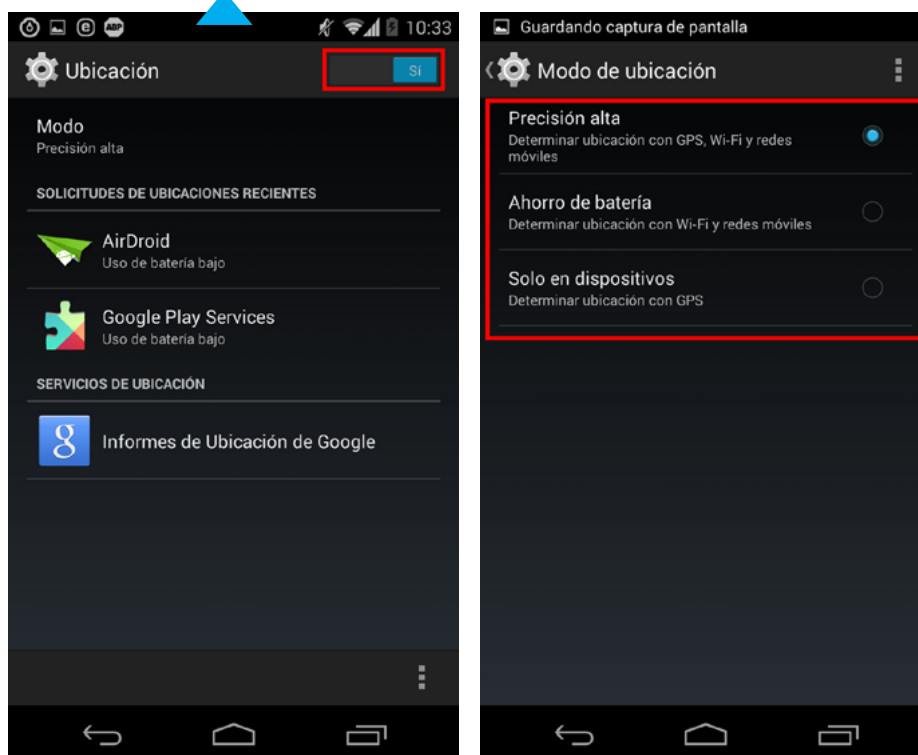 10:33
Ubicación
SÍ
Modo
Precisión alta
SOLICITUDES DE UBICACIONES RECIENTES
AirDroid
Uso de batería bajo
Google Play Services
Uso de batería bajo
SERVICIOS DE UBICACIÓN
g
Informes de Ubicación de Google
Guardando captura de pantalla
Modo de ubicación
Precisión alta
Determinar ubicación con GPS, Wi-Fi y redes
móviles
Ahorro de batería
Determinar ubicación con Wi-Fi y redes móviles
Solo en dispositivos
Determinar ubicación con GPS